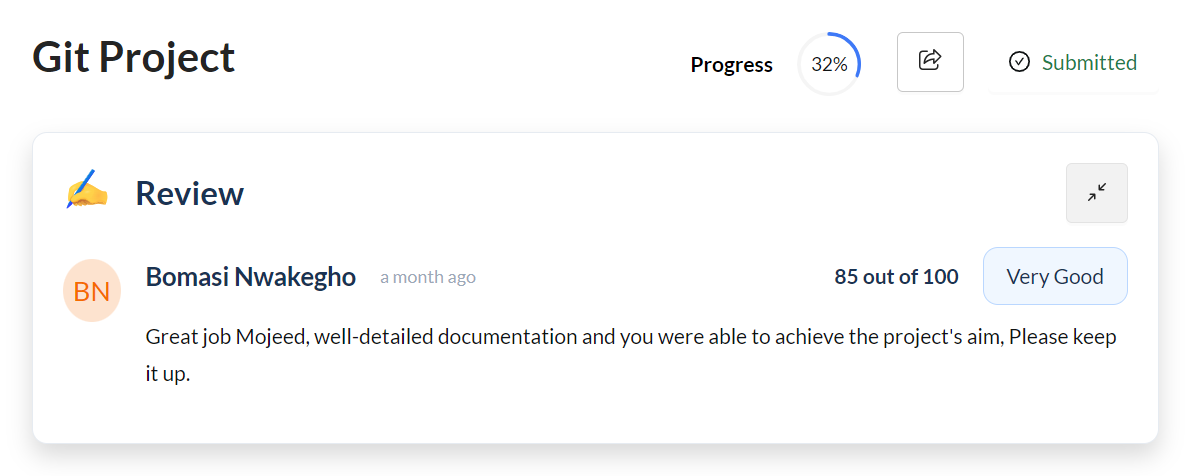 Git Project
Progress
32%
Submitted
Review
BN
Bomasi Nwakegho
a month ago
85 out of 100
Very Good
Great job Mojeed, well-detailed documentation and you were able to achieve the project's aim, Please keep
it up.